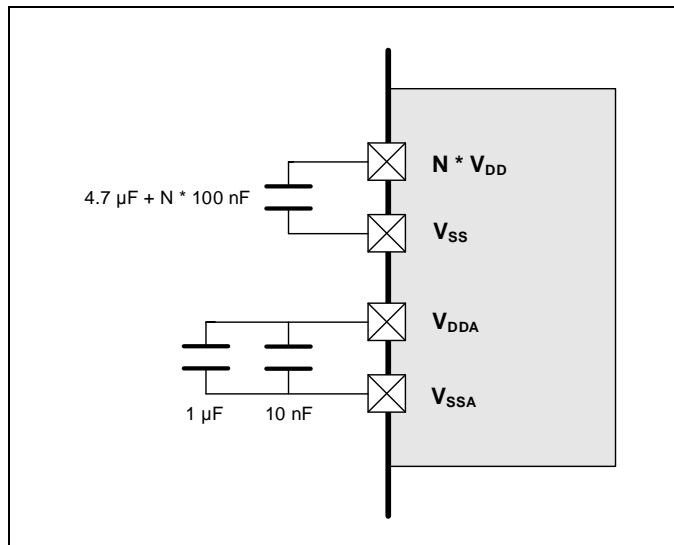 N * VDD
4.7 µF + N * 100 nF
VSS
VDDA
VSSA
1 µF 10 nF